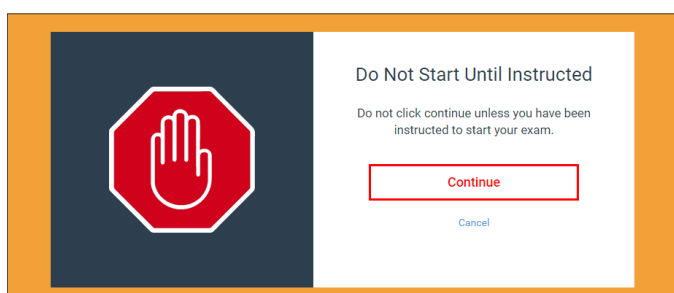 Do Not Start Until Instructed
Do not click continue unless you have been
instructed to start your exam.
Continue
Cancel